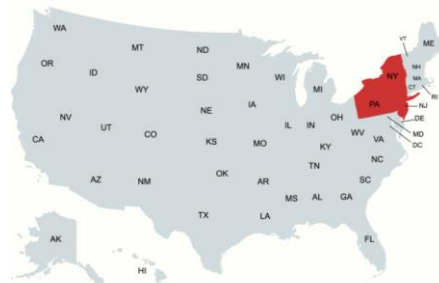 WA
MT
ND
VT
ME
OR
ID
SD
MN
WI
MI
NY
NH
MA
CT
RI
WY
NE
IA
PA
NJ
NV
UT
CO
IL
IN
OH
DE
MD
DC
CA
KS
MO
KY
WV
VA
AZ
NM
OK
AR
TN
NC
SC
MS
AL
GA
TX
LA
FL
AK
HI